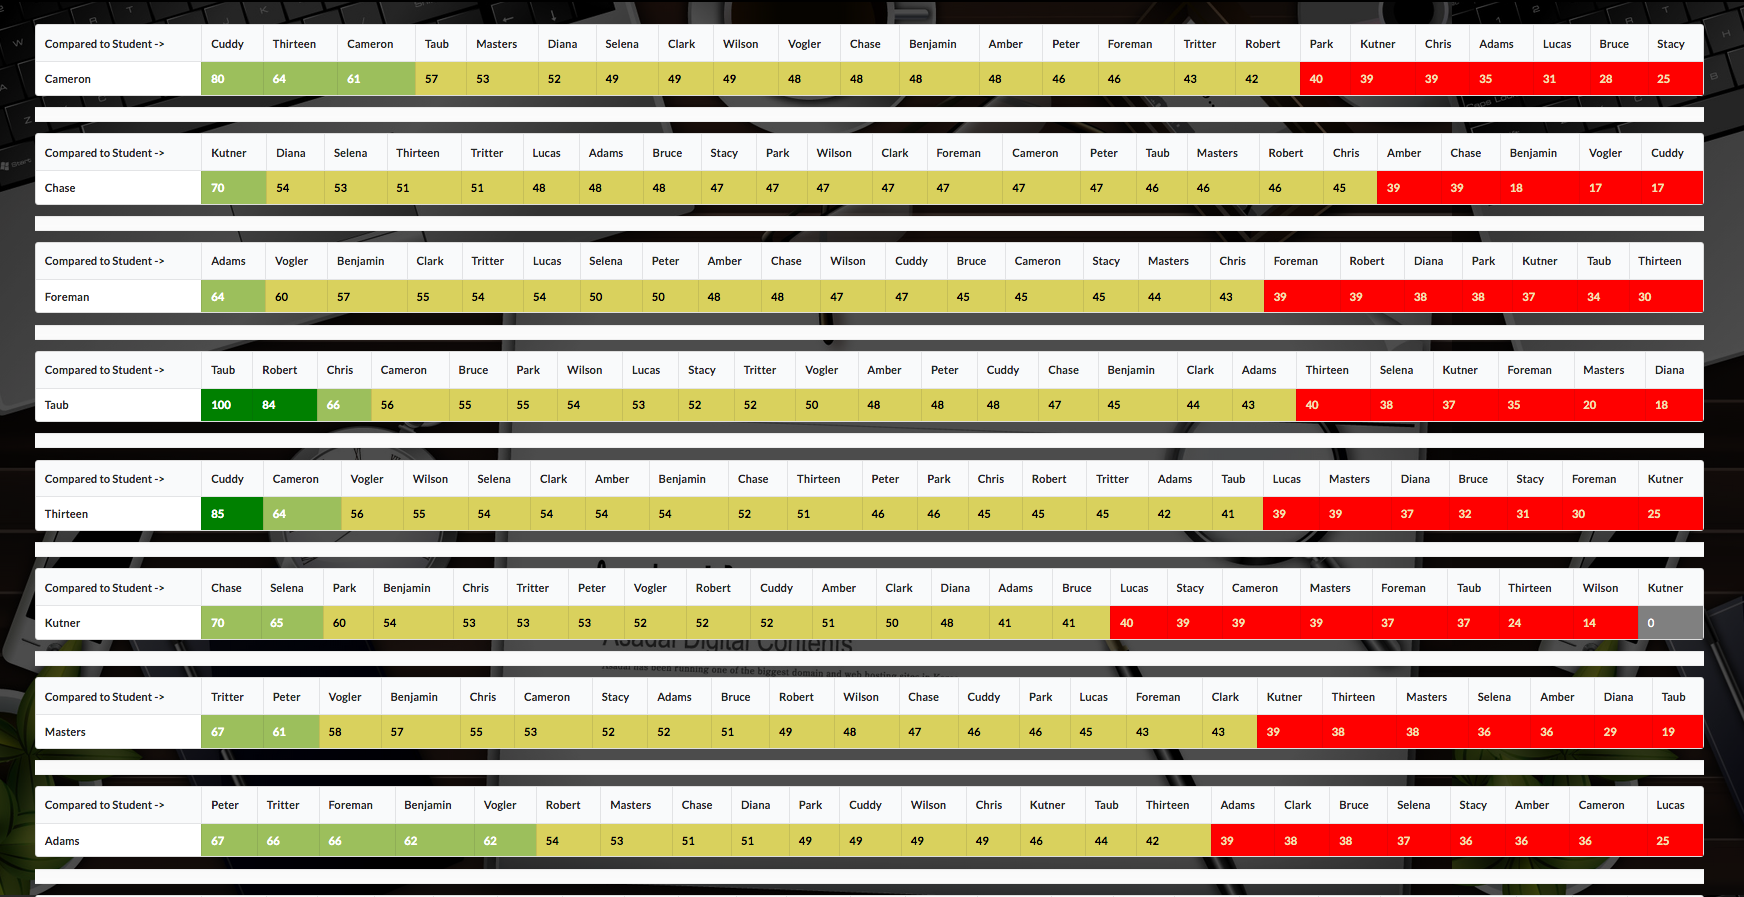 Compared to Student -> Cuddy Thirteen Cameron Taub Masters Diana Selena Clark Wilson Vogler Chase Benjamin Amber Peter Foreman Tritter Robert Park Kutner Chris Adams Lucas Bruce Stacy
Cameron 80 64 61 57 53 52 49 49 49 48 48 48 48 46 46 43 42 40 39 39 35 31 28 25
Compared to Student -> Kutner Diana Selena Thirteen Tritter Lucas Adams Bruce Stacy Park Wilson Clark Foreman Cameron Peter Taub Masters Robert Chris Amber Chase Benjamin Vogler Cuddy
Chase 70 54 53 51 51 48 48 48 47 47 47 47 47 47 47 46 46 46 45 39 39 18 17 17
Compared to Student -> Adams Vogler Benjamin Clark Tritter Lucas Selena Peter Amber Chase Wilson Cuddy Bruce Cameron Stacy Masters Chris Foreman Robert Diana Park Kutner Taub Thirteen
Foreman 64 60 57 55 54 54 50 50 48 48 47 47 45 45 45 44 43 39 39 38 38 37 34 30
Compared to Student -> Taub Robert Chris Cameron Bruce Park Wilson Lucas Stacy Tritter Vogler Amber Peter Cuddy Chase Benjamin Clark Adams Thirteen Selena Kutner Foreman Masters Diana
Taub 100 84 66 56 55 55 54 53 52 52 50 48 48 48 47 45 44 43 40 38 37 35 20 18
Compared to Student -> Cuddy Cameron Vogler Wilson Selena Clark Amber Benjamin Chase Thirteen Peter Park Chris Robert Tritter Adams Taub Lucas Masters Diana Bruce Stacy Foreman Kutner
Thirteen 85 64 56 55 54 54 54 54 52 51 46 46 45 45 45 42 41 39 39 37 32 31 30 25
Compared to Student -> Chase Selena Park Benjamin Chris Tritter Peter Vogler Robert Cuddy Amber Clark Diana Adams Bruce Lucas Stacy Cameron Masters Foreman Taub Thirteen Wilson Kutner
Kutner 70 65 60 54 53 53 53 52 52 52 51 50 48 41 41 40 39 39 39 37 37 24 14 0
Asadal Digital Contents
Asadal has been running one of the biggest domain and web hosting sites in
Compared to Student -> Tritter Peter Vogler Benjamin Chris Cameron Stacy Adams Bruce Robert Wilson Chase Cuddy Park Lucas Foreman Clark Kutner Thirteen Masters Selena Amber Diana Taub
Masters 67 61 58 57 55 53 52 52 51 49 48 47 46 46 45 43 43 39 38 38 36 36 29 19
Compared to Student -> Peter Tritter Foreman Benjamin Vogler Robert Masters Chase Diana Park Cuddy Wilson Chris Kutner Taub Thirteen Adams Clark Bruce Selena Stacy Amber Cameron Lucas
Adams 67 66 66 62 62 54 53 51 51 49 49 49 49 46 44 42 39 38 38 37 36 36 36 25